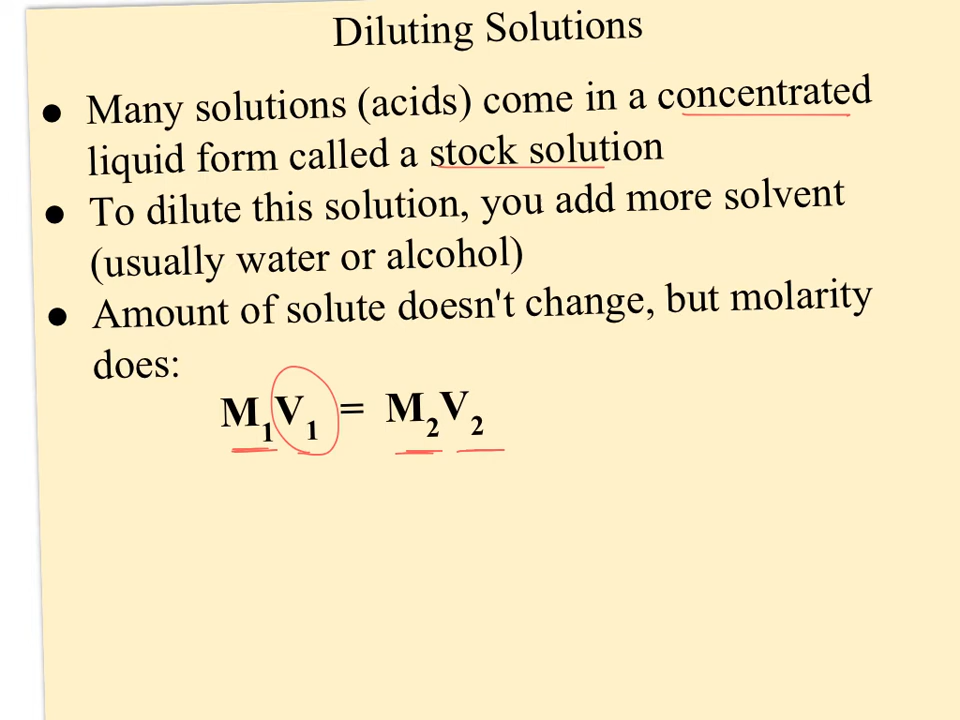 Diluting Solutions
● Many solutions (acids) come in a concentrated
liquid form called a stock solution
● To dilute this solution, you add more solvent
(usually water or alcohol)
● Amount of solute doesn't change, but molarity
does:
M₁V₁ = M₂V₂